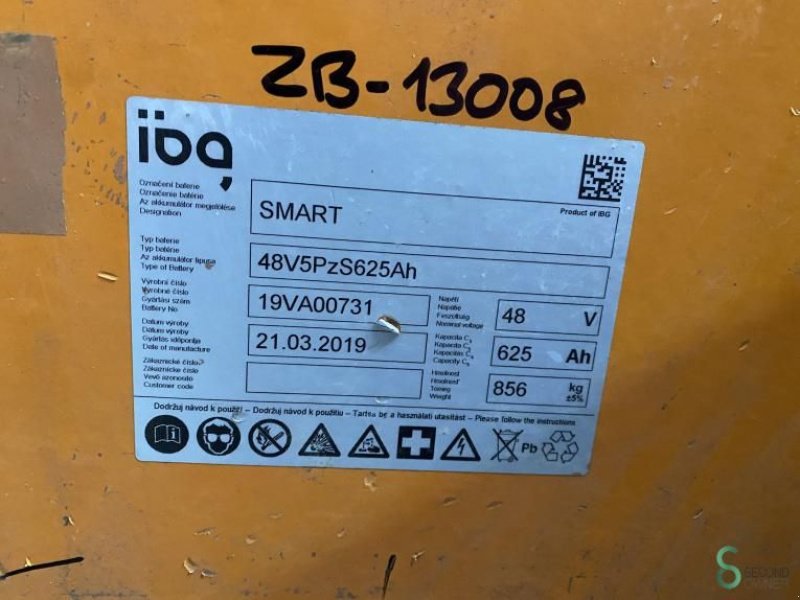 ZB-13008
ibg
Označení baterie
Označenie batérie
Az akkumulátor megjelölése
Designation
SMART
Product of IBG
Typ baterie
Typ batérie
Az akkumulátor típusa
Type of Battery
48V5PzS625Ah
Výrobní číslo
Výrobné číslo
Gyártási szám
Battery No
19VA00731
Napětí
Napätie
Feszültség
Nominal voltage
48 V
Datum výroby
Dátum výroby
Gyártás időpontja
Date of manufacture
21.03.2019
Kapacita C5
Kapacita C5
Kapacitás C5
Capacity C5
625 Ah
Zákaznické číslo
Zákaznícke číslo
Vevő azonosító
Customer code
Hmotnost
Hmotnosť
Tömeg
Weight
856 kg
±5%
Dodržuj návod k použití – Dodržuj návod k použitiu – Tartsa be a használati utasítást – Please follow the instructions
Pb
SECOND
OWNER